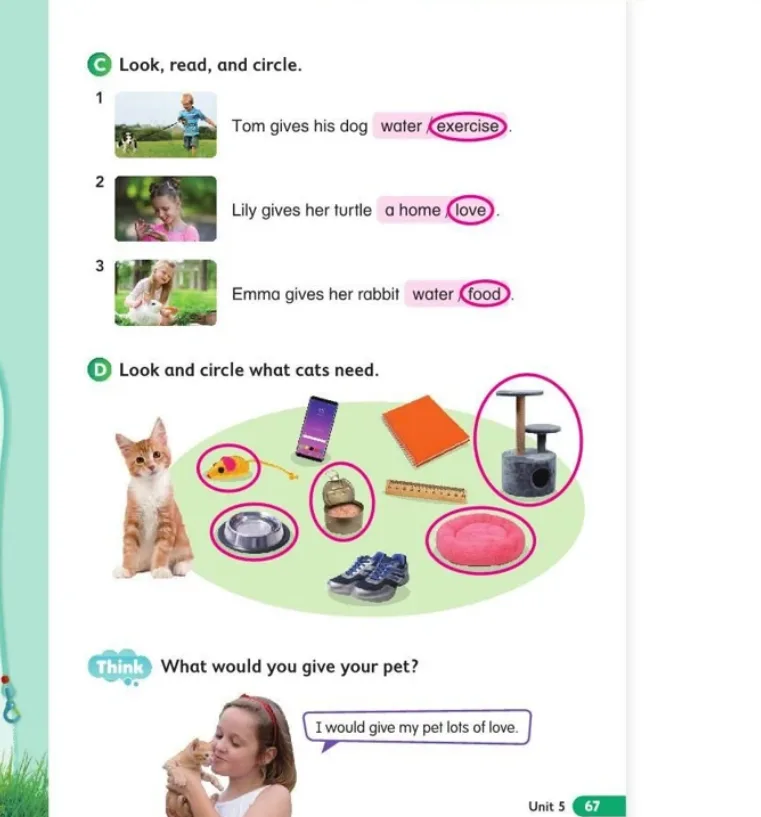 C Look, read, and circle.
1
Tom gives his dog water / exercise .
2
Lily gives her turtle a home / love .
3
Emma gives her rabbit water / food .
D Look and circle what cats need.
Think What would you give your pet?
I would give my pet lots of love.
Unit 5 67